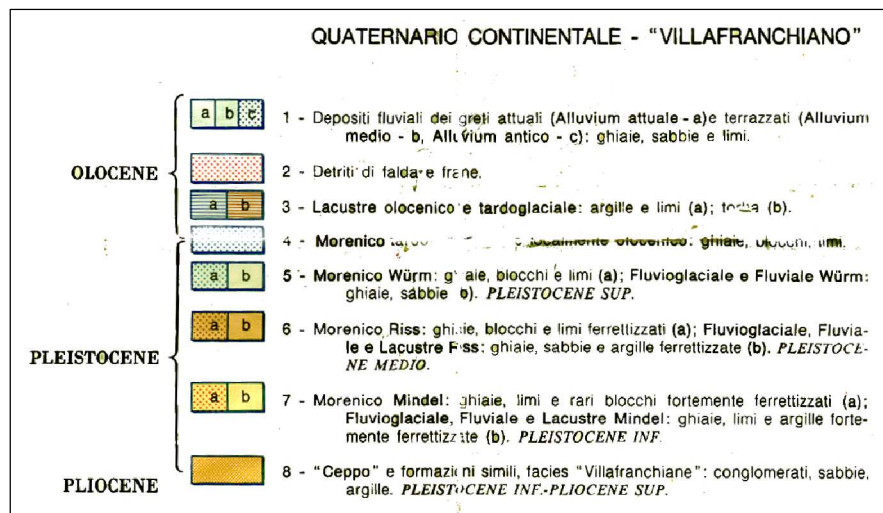 QUATERNARIO CONTINENTALE - "VILLAFRANCHIANO"
a b c 1 - Depositi fluviali dei greti attuali (Alluvium attuale - a)e terrazzati (Alluvium
medio - b, Alluvium antico - c): ghiaie, sabbie e limi.
OLOCENE
2 - Detriti di falda e frane.
a b 3 - Lacustre olocenico e tardoglaciale: argille e limi (a); torba (b).
4 - Morenico localmente olocenico: ghiaie, blocchi, limi.
a b 5 - Morenico Würm: ghiaie, blocchi e limi (a); Fluvioglaciale e Fluviale Würm:
ghiaie, sabbie b). PLEISTOCENE SUP.
a b 6 - Morenico Riss: ghiaie, blocchi e limi ferrettizzati (a); Fluvioglaciale, Fluvia-
le e Lacustre Riss: ghiaie, sabbie e argille ferrettizzate (b). PLEISTOCE-
NE MEDIO.
PLEISTOCENE
a b 7 - Morenico Mindel: ghiaie, limi e rari blocchi fortemente ferrettizzati (a);
Fluvioglaciale, Fluviale e Lacustre Mindel: ghiaie, limi e argille forte-
mente ferrettizzate (b). PLEISTOCENE INF.
8 - "Ceppo" e formazioni simili, facies "Villafranchiane": conglomerati, sabbie,
argille. PLEISTOCENE INF.-PLIOCENE SUP.
PLIOCENE